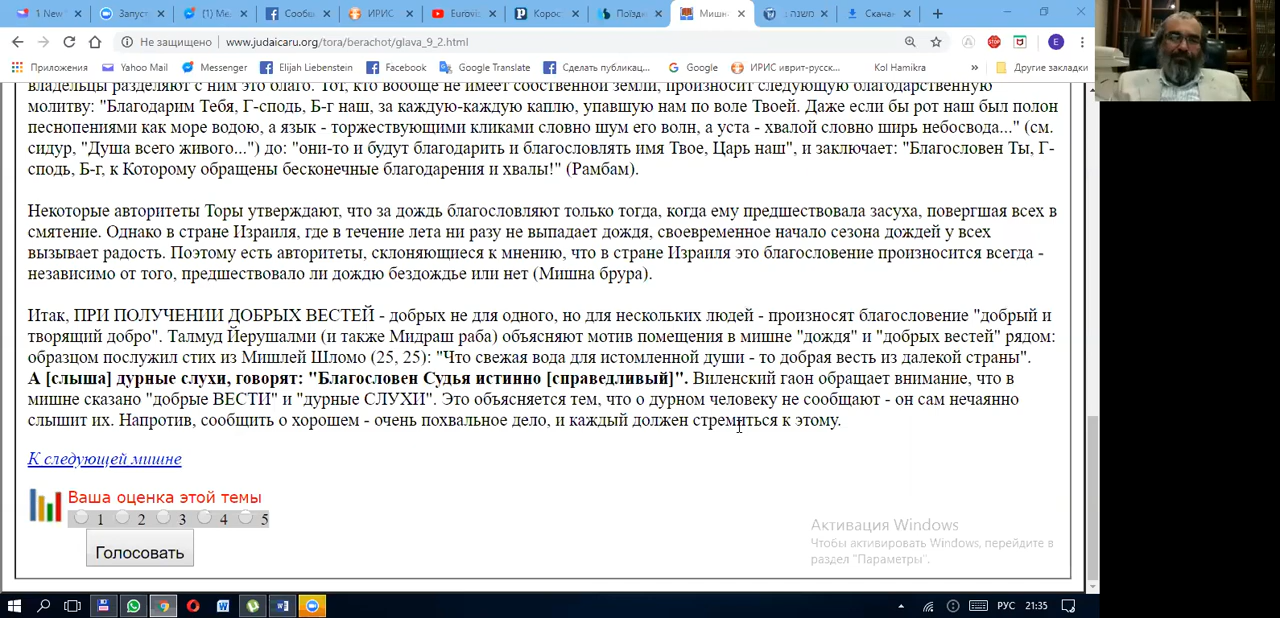 1 New
Запуст
(1) Ме
Сообщ
ИРИС
Eurovis
Корос
Поїзд
Мишн
משנה
Скача
Не защищено | www.judaicaru.org/tora/berachot/glava_9_2.html
Приложения Yahoo Mail Messenger Elijah Liebenstein Facebook Google Translate Сделать публикац... Google ИРИС иврит-русск... Kol Hamikra » Другие закладки
владельцы разделяют с ним это благо. Тот, кто вообще не имеет собственной земли, произносит следующую благодарственную
молитву: "Благодарим Тебя, Г-сподь, Б-г наш, за каждую-каждую каплю, упавшую нам по воле Твоей. Даже если бы рот наш был полон
песнопениями как море водою, а язык - торжествующими кликами словно шум его волн, а уста - хвалой словно ширь небосвода..." (см.
сидур, "Душа всего живого...") до: "они-то и будут благодарить и благословлять имя Твое, Царь наш", и заключает: "Благословен Ты, Г-
сподь, Б-г, к Которому обращены бесконечные благодарения и хвалы!" (Рамбам).
Некоторые авторитеты Торы утверждают, что за дождь благословляют только тогда, когда ему предшествовала засуха, повергшая всех в
смятение. Однако в стране Израиля, где в течение лета ни разу не выпадает дождя, своевременное начало сезона дождей у всех
вызывает радость. Поэтому есть авторитеты, склоняющиеся к мнению, что в стране Израиля это благословение произносится всегда -
независимо от того, предшествовало ли дождю бездождье или нет (Мишна брура).
Итак, ПРИ ПОЛУЧЕНИИ ДОБРЫХ ВЕСТЕЙ - добрых не для одного, но для нескольких людей - произносят благословение "добрый и
творящий добро". Талмуд Йерушалми (и также Мидраш раба) объясняют мотив помещения в мишне "дождя" и "добрых вестей" рядом:
образцом послужил стих из Мишлей Шломо (25, 25): "Что свежая вода для истомленной души - то добрая весть из далекой страны".
А [слыша] дурные слухи, говорят: "Благословен Судья истинно [справедливый]". Виленский гаон обращает внимание, что в
мишне сказано "добрые ВЕСТИ" и "дурные СЛУХИ". Это объясняется тем, что о дурном человеку не сообщают - он сам нечаянно
слышит их. Напротив, сообщить о хорошем - очень похвальное дело, и каждый должен стремиться к этому.
К следующей мишне
Ваша оценка этой темы
1 2 3 4 5
Голосовать
Активация Windows
Чтобы активировать Windows, перейдите в
раздел "Параметры".
РУС 21:35